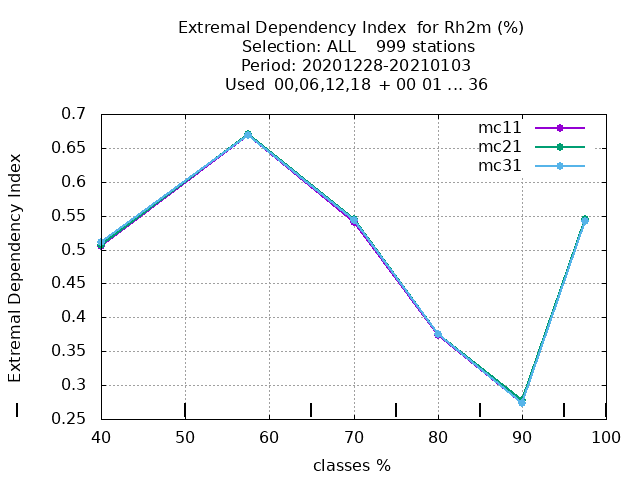 Extremal Dependency Index  for Rh2m (%)
Selection: ALL    999 stations
Period: 20201228-20210103
Used  00,06,12,18  + 00 01 ... 36
mc11
mc21
mc31
Extremal Dependency Index
0.7
0.65
0.6
0.55
0.5
0.45
0.4
0.35
0.3
0.25
40 50 60 70 80 90 100
classes %